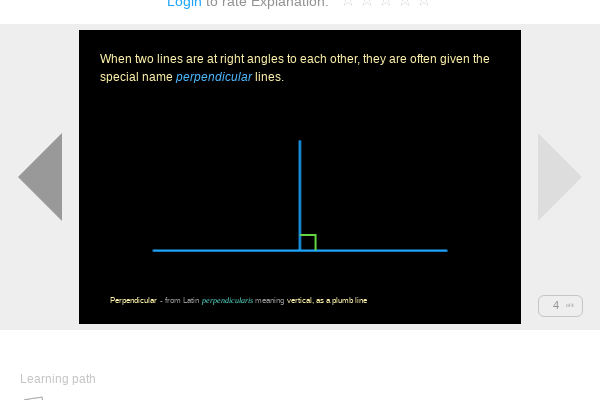 Login to rate Explanation:
When two lines are at right angles to each other, they are often given the
special name perpendicular lines.
Perpendicular - from Latin perpendicularis meaning vertical, as a plumb line
4
Learning path